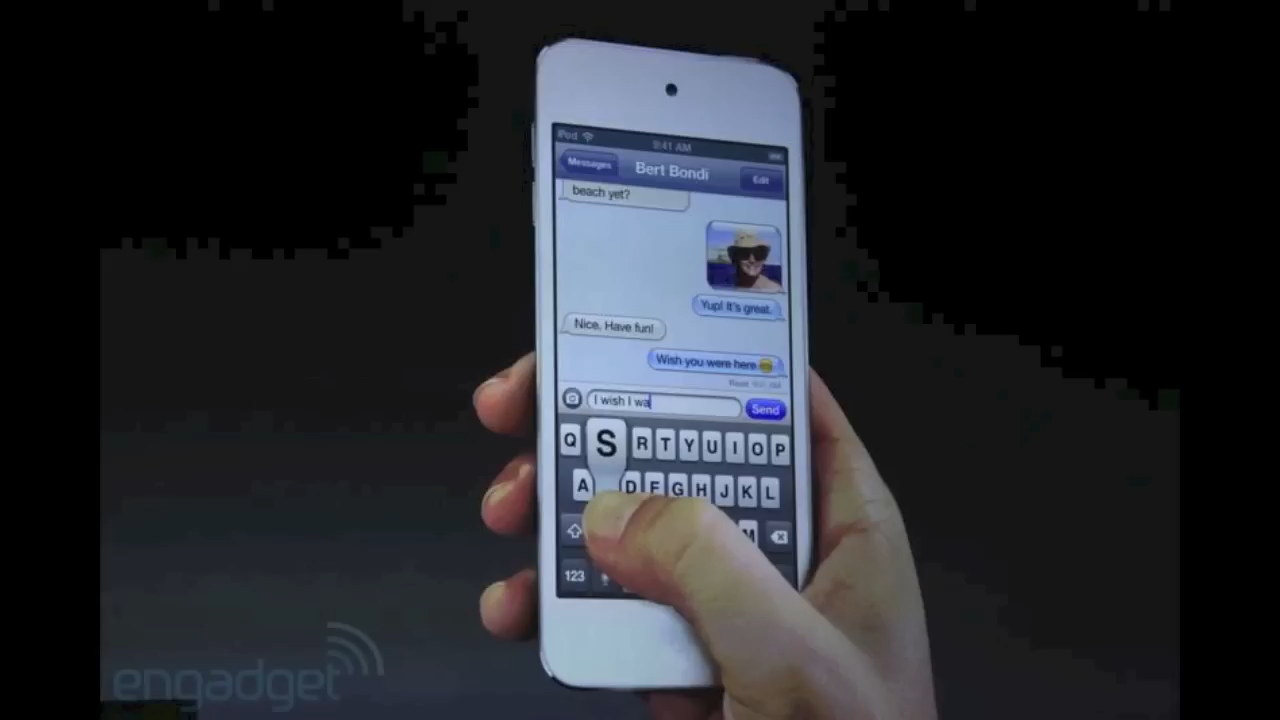 iPod
9:41 AM
Messages
Bert Bondi
Edit
beach yet?
Yup! It's great.
Nice. Have fun!
Wish you were here
Read
I wish I wa
Send
Q S R T Y U I O P
A D F G H J K L
M
123
engadget